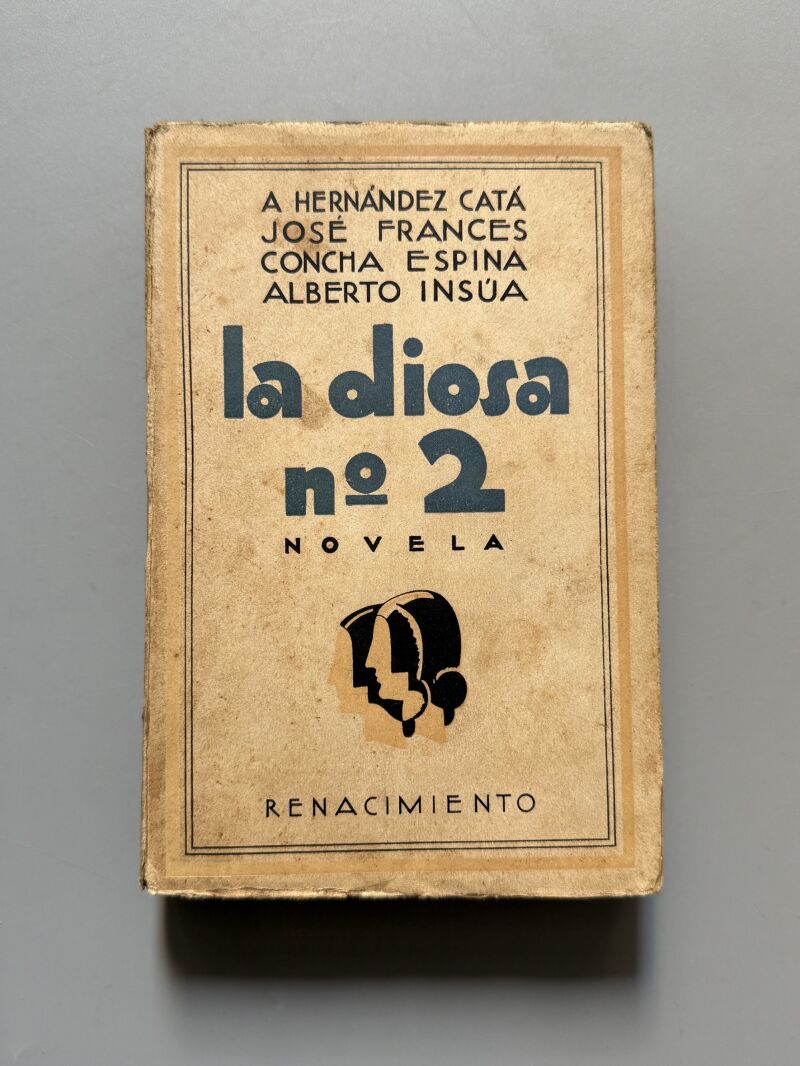 A HERNÁNDEZ CATÁ
JOSÉ FRANCES
CONCHA ESPINA
ALBERTO INSÚA
la diosa
nº 2
NOVELA
RENACIMIENTO